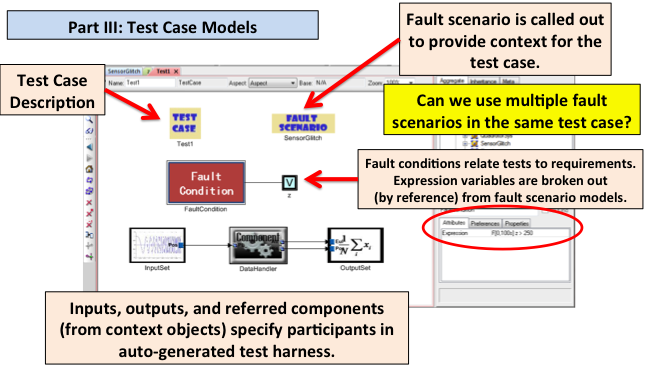 Part III: Test Case Models
Fault scenario is called out
to provide context for the
test case.
Test Case
Description
SensorGlitch
z
Test1
Name: Test1
TestCase
Aspect: Aspect
Base: N/A
Zoom: 100%
Aggregate
Inheritance
Meta
Can we use multiple fault
scenarios in the same test case?
SensorGlitch
TEST
CASE
Test1
FAULT
SCENARIO
SensorGlitch
Fault
Condition
FaultCondition
V
z
Fault conditions relate tests to requirements.
Expression variables are broken out
(by reference) from fault scenario models.
Attributes
Preferences
Properties
Expression
F[0,100s] z > 250
InputSet
Component
DataHandler
OutputSet
Inputs, outputs, and referred components
(from context objects) specify participants in
auto-generated test harness.